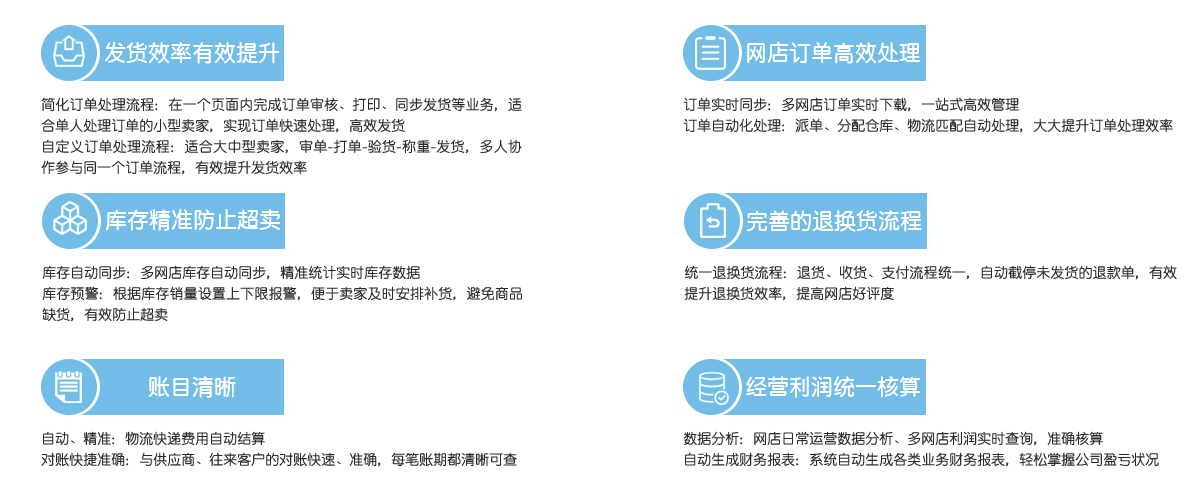 发货效率有效提升
简化订单处理流程：在一个页面内完成订单审核、打印、同步发货等业务，适
合单人处理订单的小型卖家，实现订单快速处理，高效发货
自定义订单处理流程：适合大中型卖家，审单-打单-验货-称重-发货，多人协
作参与同一个订单流程，有效提升发货效率
网店订单高效处理
订单实时同步：多网店订单实时下载，一站式高效管理
订单自动化处理：派单、分配仓库、物流匹配自动处理，大大提升订单处理效率
库存精准防止超卖
库存自动同步：多网店库存自动同步，精准统计实时库存数据
库存预警：根据库存销量设置上下限报警，便于卖家及时安排补货，避免商品
缺货，有效防止超卖
完善的退换货流程
统一退换货流程：退货、收货、支付流程统一，自动截停未发货的退款单，有效
提升退换货效率，提高网店好评度
账目清晰
自动、精准：物流快递费用自动结算
对账快捷准确：与供应商、往来客户的对账快速、准确，每笔账期都清晰可查
经营利润统一核算
数据分析：网店日常运营数据分析、多网店利润实时查询，准确核算
自动生成财务报表：系统自动生成各类业务财务报表，轻松掌握公司盈亏状况